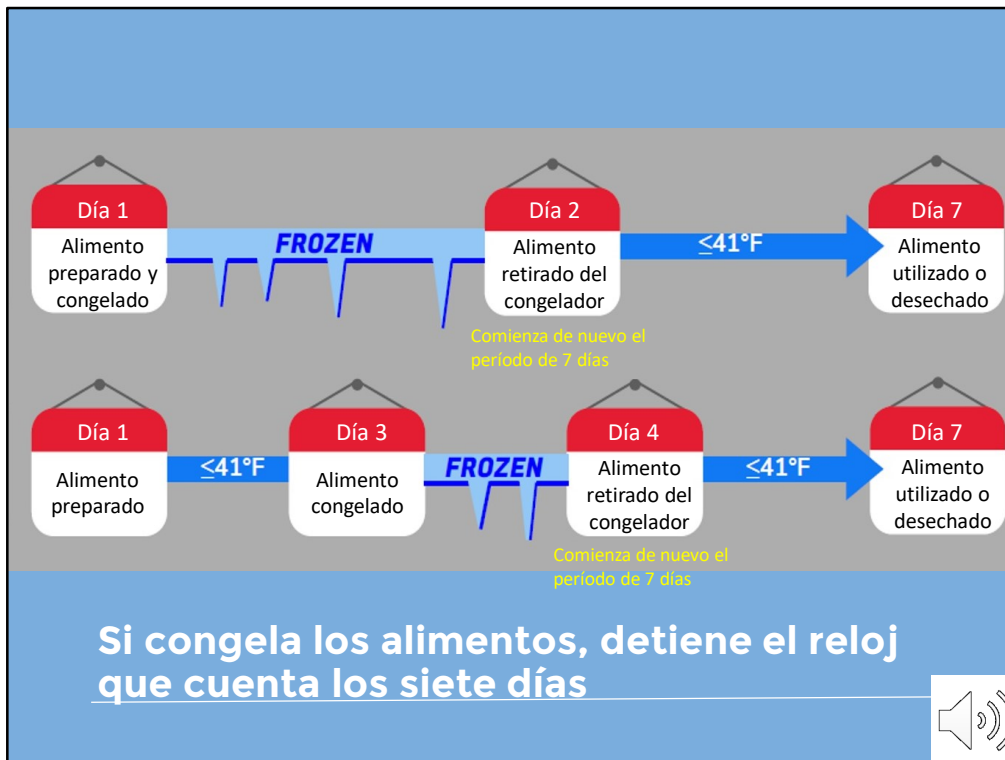 Día 1
Alimento
preparado y
congelado
FROZEN
Día 2
Alimento
retirado del
congelador
≤41°F
Día 7
Alimento
utilizado o
desechado
Comienza de nuevo el
período de 7 días
Día 1
Alimento
preparado
≤41°F
Día 3
Alimento
congelado
FROZEN
Día 4
Alimento
retirado del
congelador
≤41°F
Día 7
Alimento
utilizado o
desechado
Comienza de nuevo el
período de 7 días
Si congela los alimentos, detiene el reloj
que cuenta los siete días